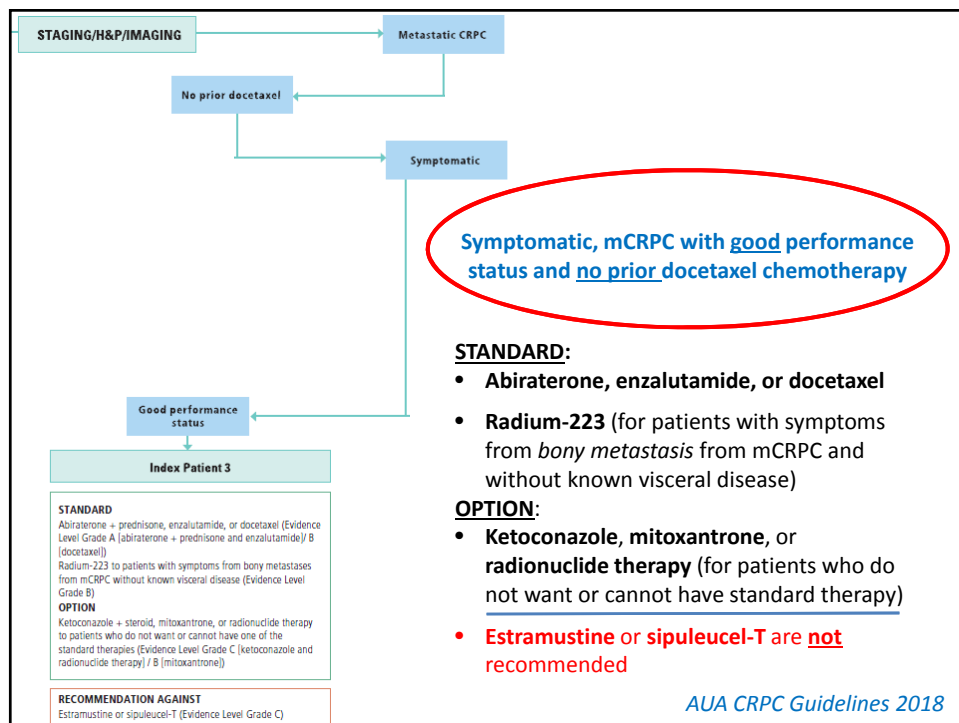 STAGING/H&P/IMAGING
Metastatic CRPC
No prior docetaxel
Symptomatic
Symptomatic, mCRPC with good performance
status and no prior docetaxel chemotherapy
Good performance
status
Index Patient 3
STANDARD
Abiraterone + prednisone, enzalutamide, or docetaxel (Evidence
Level Grade A [abiraterone + prednisone and enzalutamide]/ B
[docetaxel])
Radium-223 to patients with symptoms from bony metastases
from mCRPC without known visceral disease (Evidence Level
Grade B)
OPTION
Ketoconazole + steroid, mitoxantrone, or radionuclide therapy
to patients who do not want or cannot have one of the
standard therapies (Evidence Level Grade C [ketoconazole and
radionuclide therapy] / B [mitoxantrone])
RECOMMENDATION AGAINST
Estramustine or sipuleucel-T (Evidence Level Grade C)
STANDARD:
• Abiraterone, enzalutamide, or docetaxel
• Radium-223 (for patients with symptoms
from bony metastasis from mCRPC and
without known visceral disease)
OPTION:
• Ketoconazole, mitoxantrone, or
radionuclide therapy (for patients who do
not want or cannot have standard therapy)
• Estramustine or sipuleucel-T are not
recommended
AUA CRPC Guidelines 2018